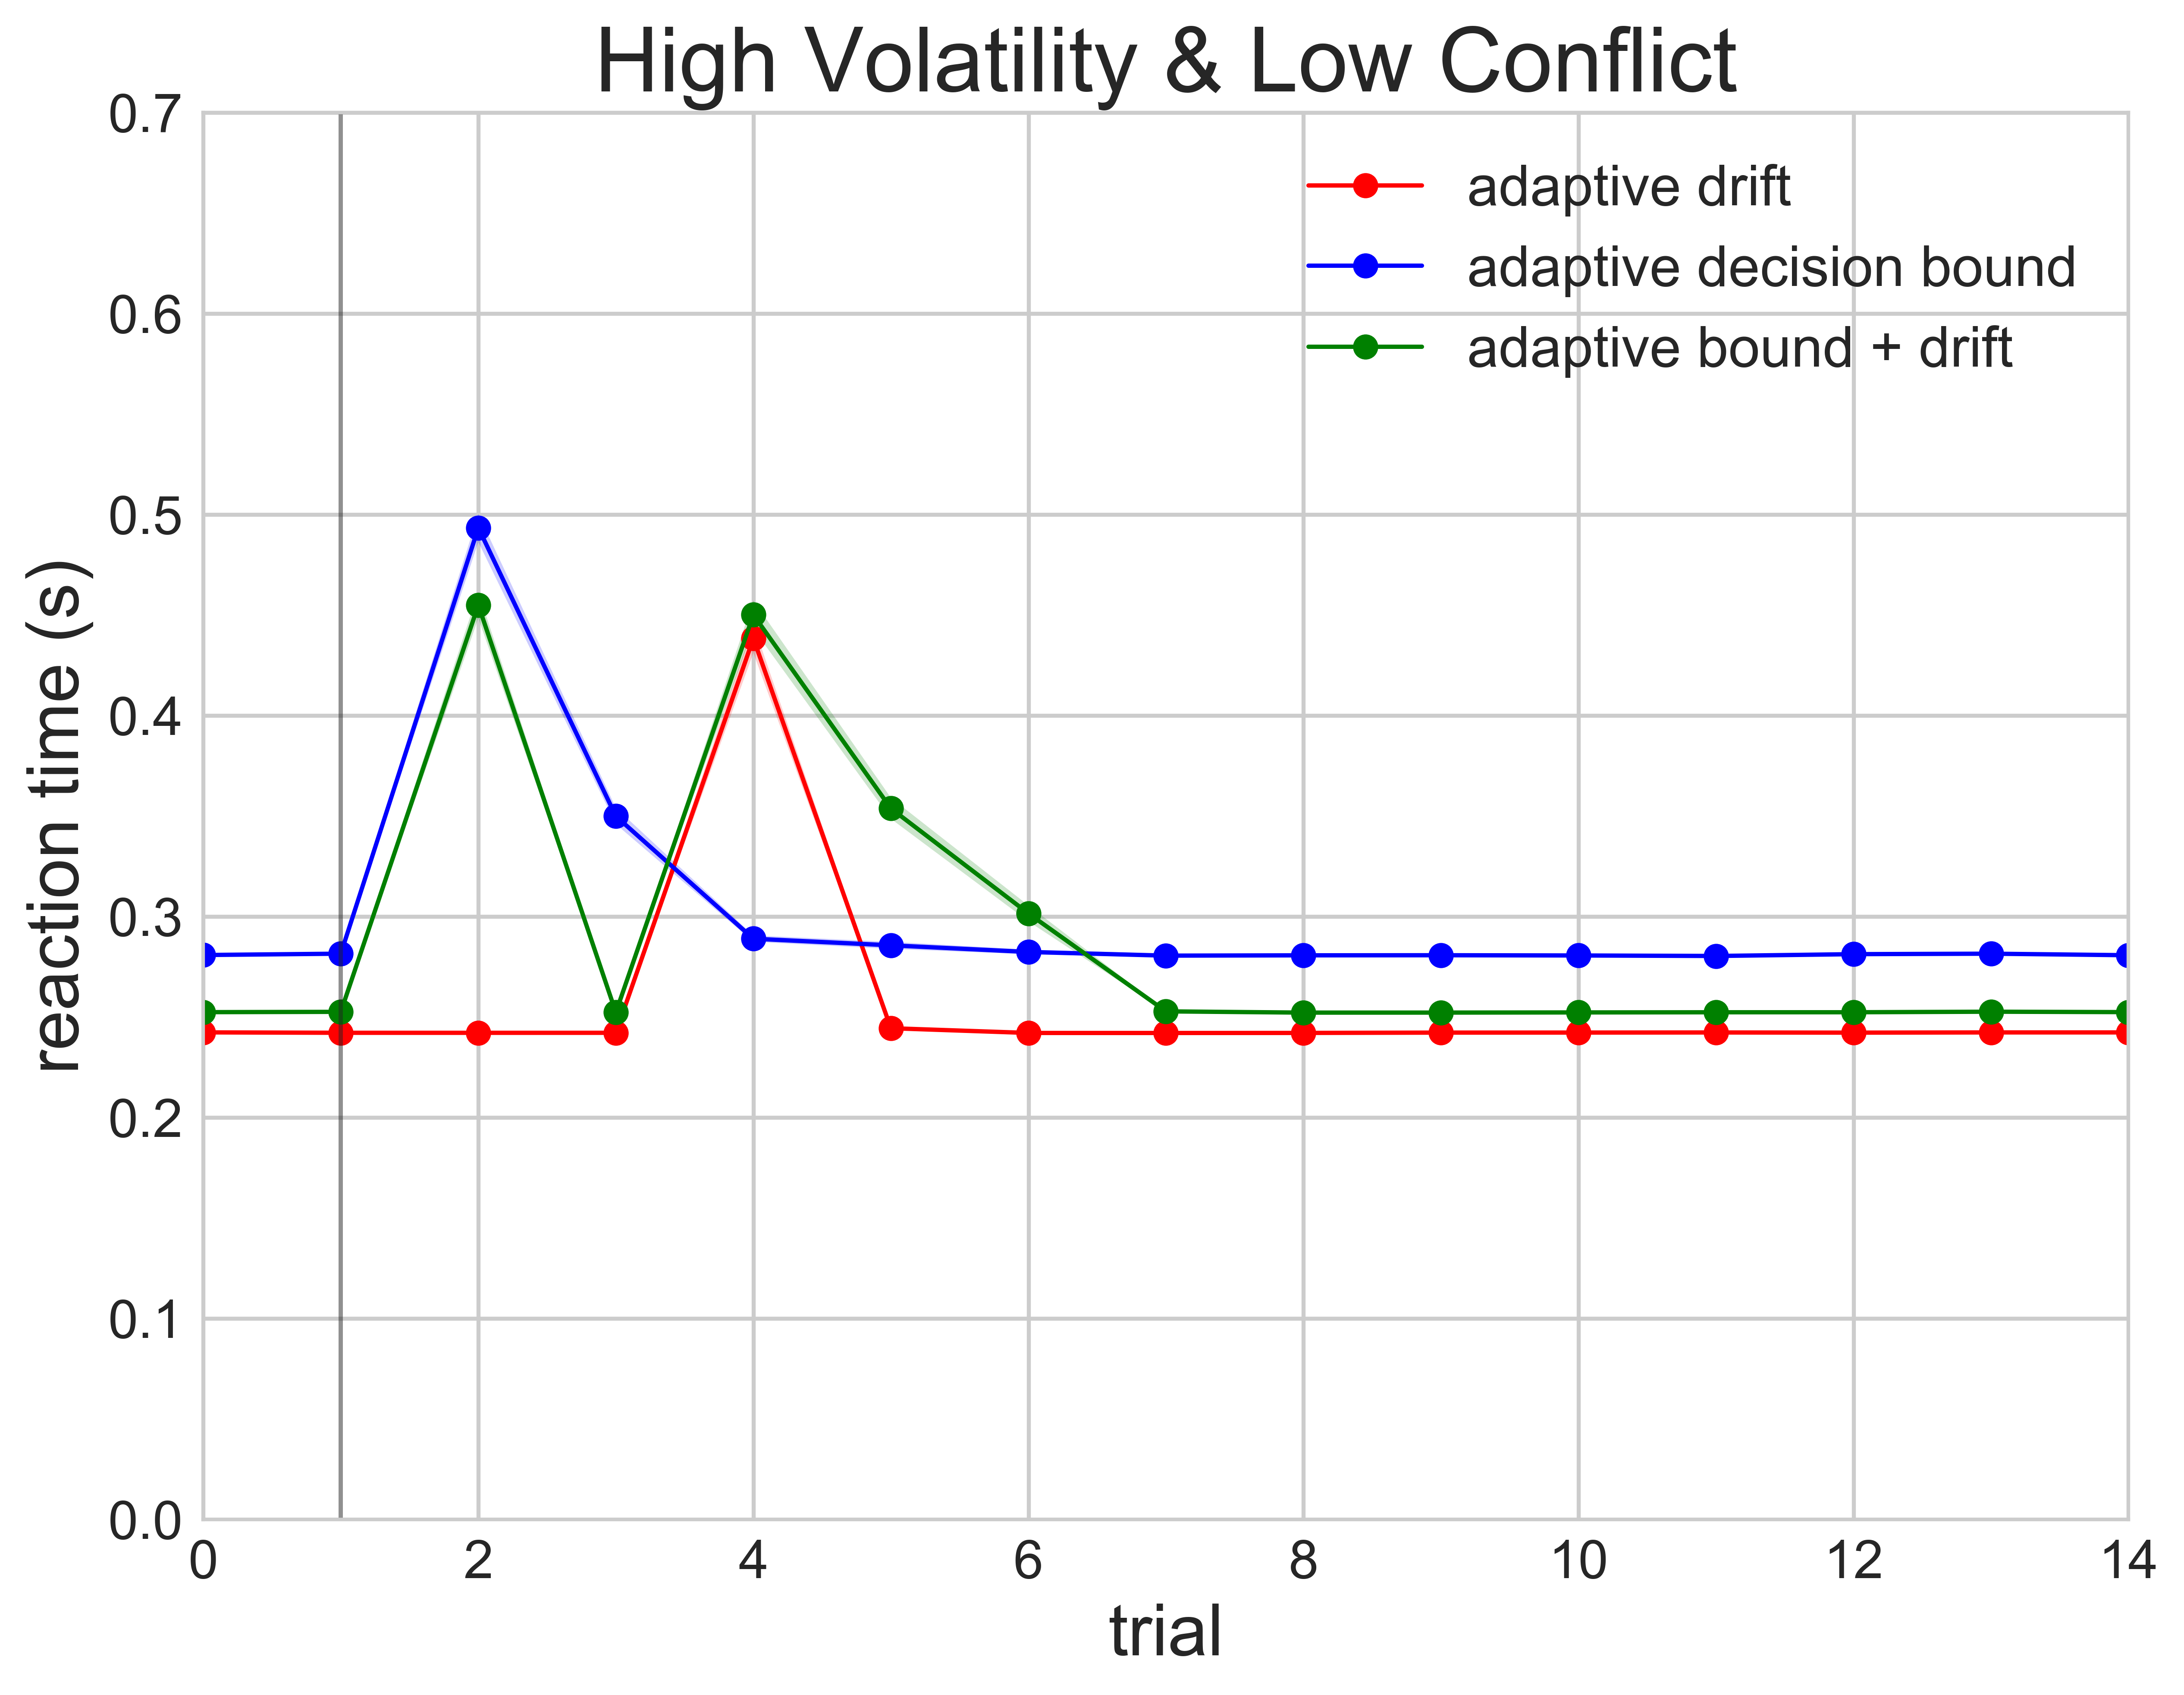 High Volatility & Low Conflict
0.7
0.6
0.5
0.4
0.3
0.2
0.1
0.0
reaction time (s)
adaptive drift
adaptive decision bound
adaptive bound + drift
0 2 4 6 8 10 12 14
trial